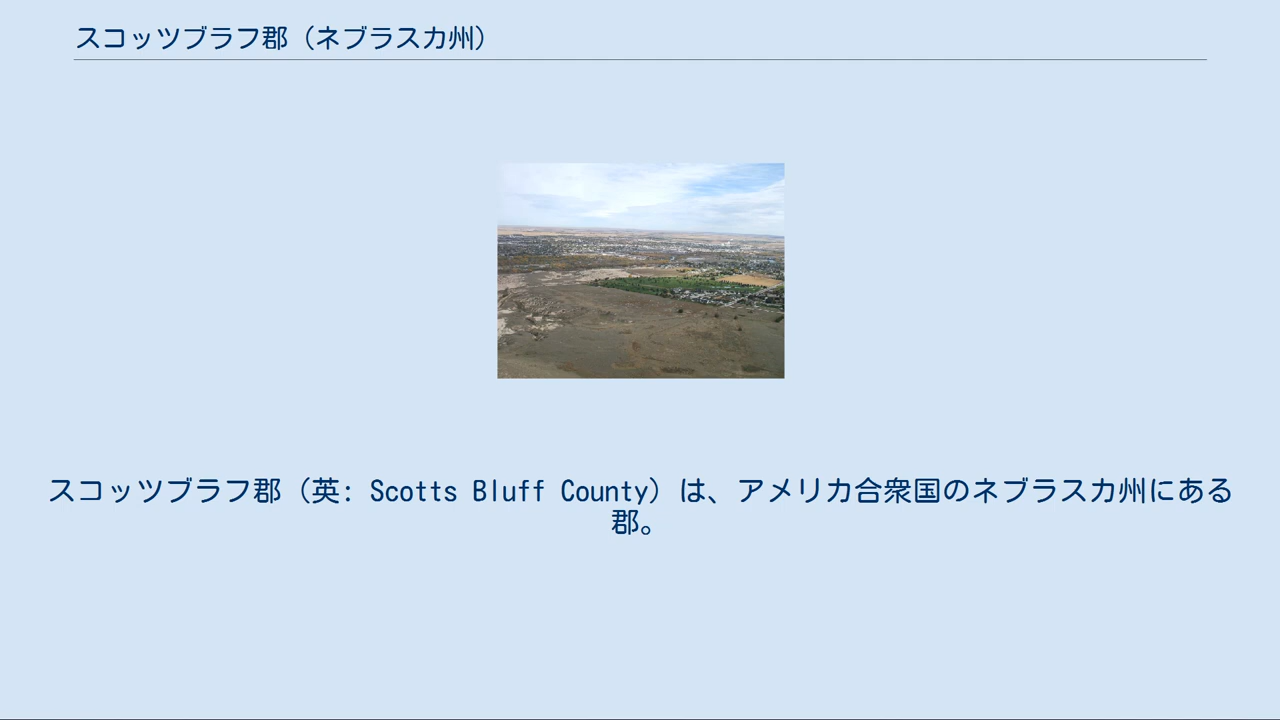 スコッツブラフ郡（ネブラスカ州）
スコッツブラフ郡（英: Scotts Bluff County）は、アメリカ合衆国のネブラスカ州にある
郡。